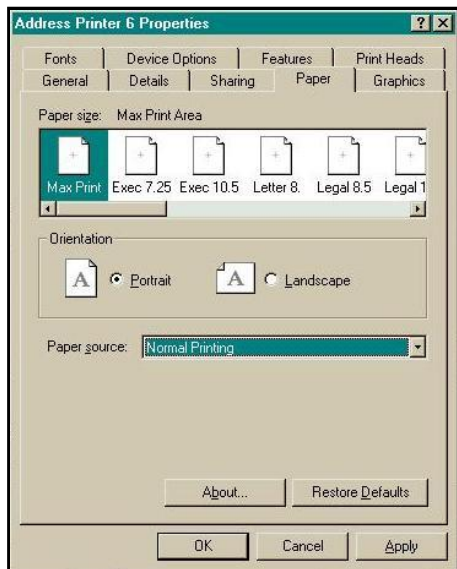 Address Printer 6 Properties
Fonts Device Options Features Print Heads
General Details Sharing Paper Graphics
Paper size: Max Print Area
Max Print Exec 7.25 Exec 10.5 Letter 8. Legal 8.5 Legal 1
Orientation
A Portrait A Landscape
Paper source: Normal Printing
About... Restore Defaults
OK Cancel Apply